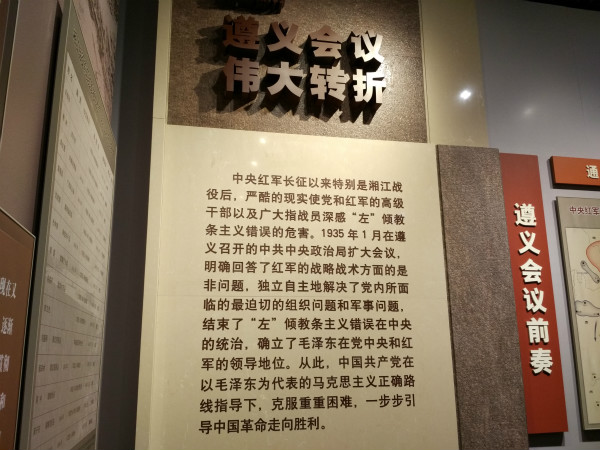 遵义会议
伟大转折
中央红军长征以来特别是湘江战
役后，严酷的现实使党和红军的高级
干部以及广大指战员深感“左”倾教
条主义错误的危害。1935年1月在遵
义召开的中共中央政治局扩大会议，
明确回答了红军的战略战术方面的是
非问题，独立自主地解决了党内所面
临的最迫切的组织问题和军事问题，
结束了“左”倾教条主义错误在中央
的统治，确立了毛泽东在党中央和红
军的领导地位。从此，中国共产党在
以毛泽东为代表的马克思主义正确路
线指导下，克服重重困难，一步步引
导中国革命走向胜利。
遵义会议前奏
通
中央红军